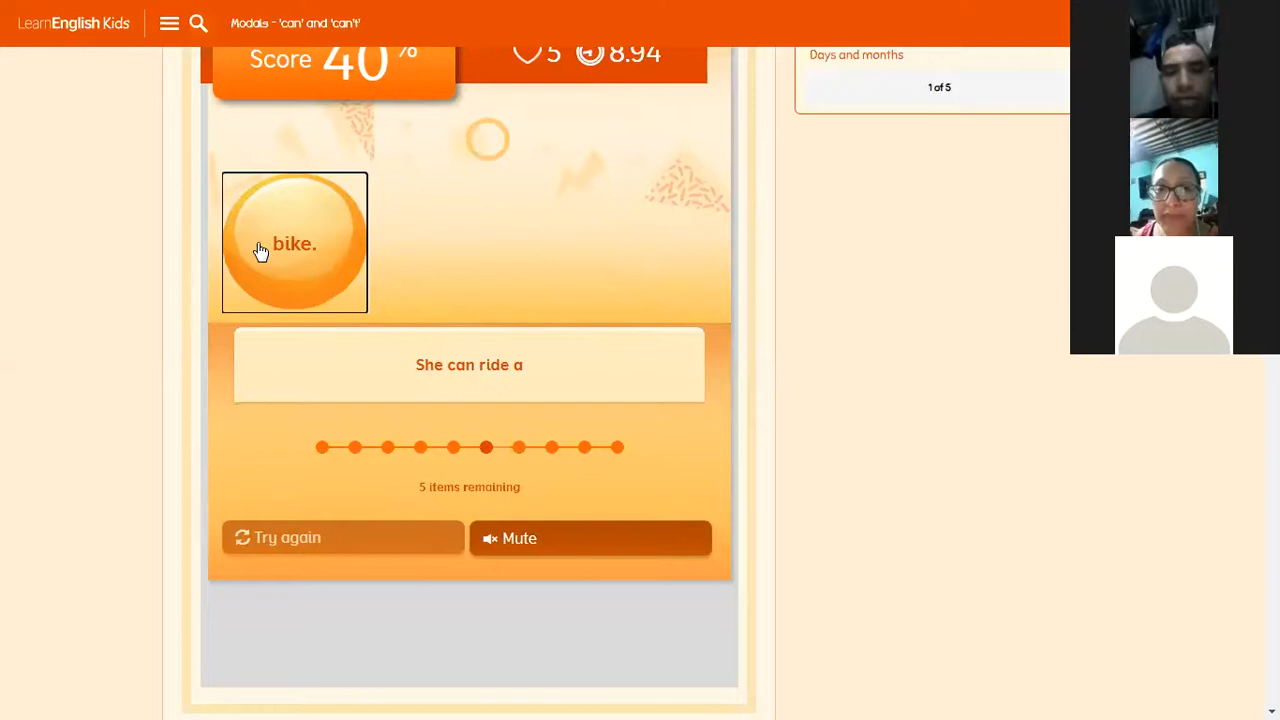 LearnEnglish Kids
Modals - 'can' and 'can't'
Score 40%
5
8.94
Days and months
1 of 5
bike.
She can ride a
5 items remaining
Try again
Mute